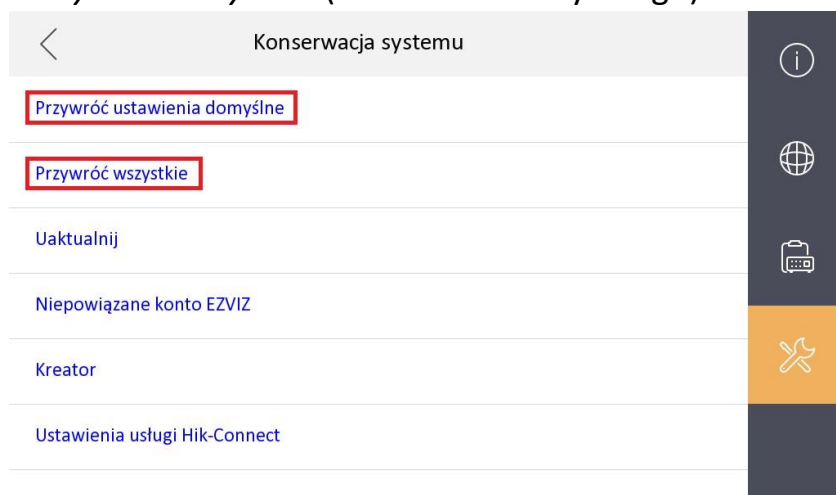 Konserwacja systemu
Przywróć ustawienia domyślne
Przywróć wszystkie
Uaktualnij
Niepowiązane konto EZVIZ
Kreator
Ustawienia usługi Hik-Connect